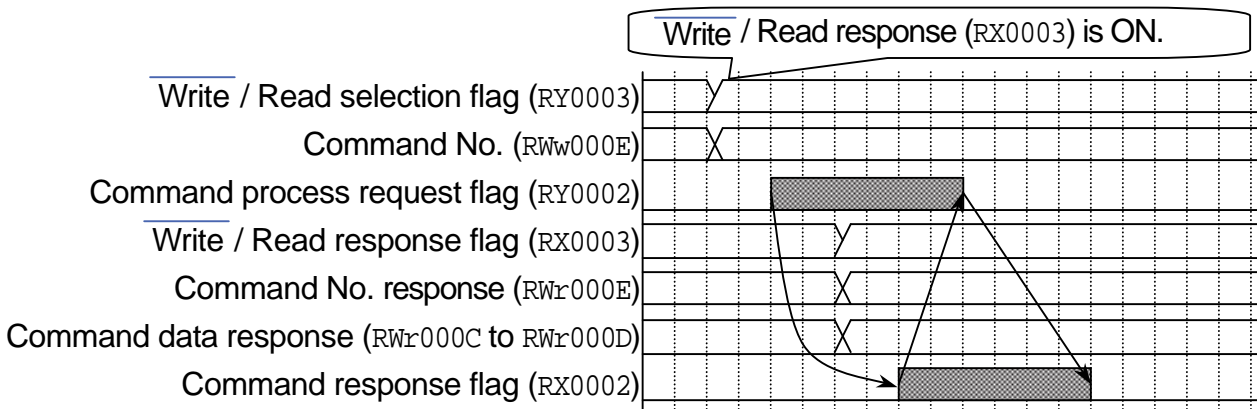 Write / Read response (RX0003) is ON.
Write / Read selection flag (RY0003)
Command No. (RWw000E)
Command process request flag (RY0002)
Write / Read response flag (RX0003)
Command No. response (RWr000E)
Command data response (RWr000C to RWr000D)
Command response flag (RX0002)